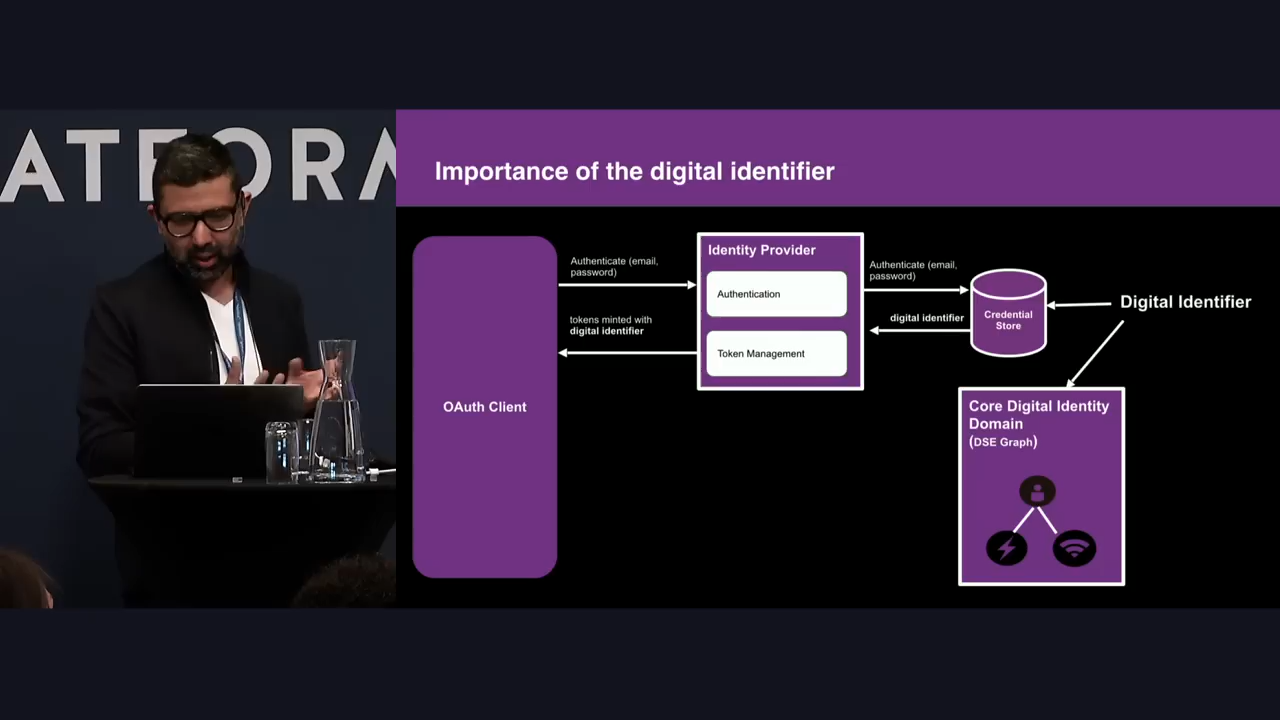 ATFORM
Importance of the digital identifier
OAuth Client
Authenticate (email,
password)
tokens minted with
digital identifier
Identity Provider
Authentication
Token Management
Authenticate (email,
password)
digital identifier
Credential
Store
Digital Identifier
Core Digital Identity
Domain
(DSE Graph)